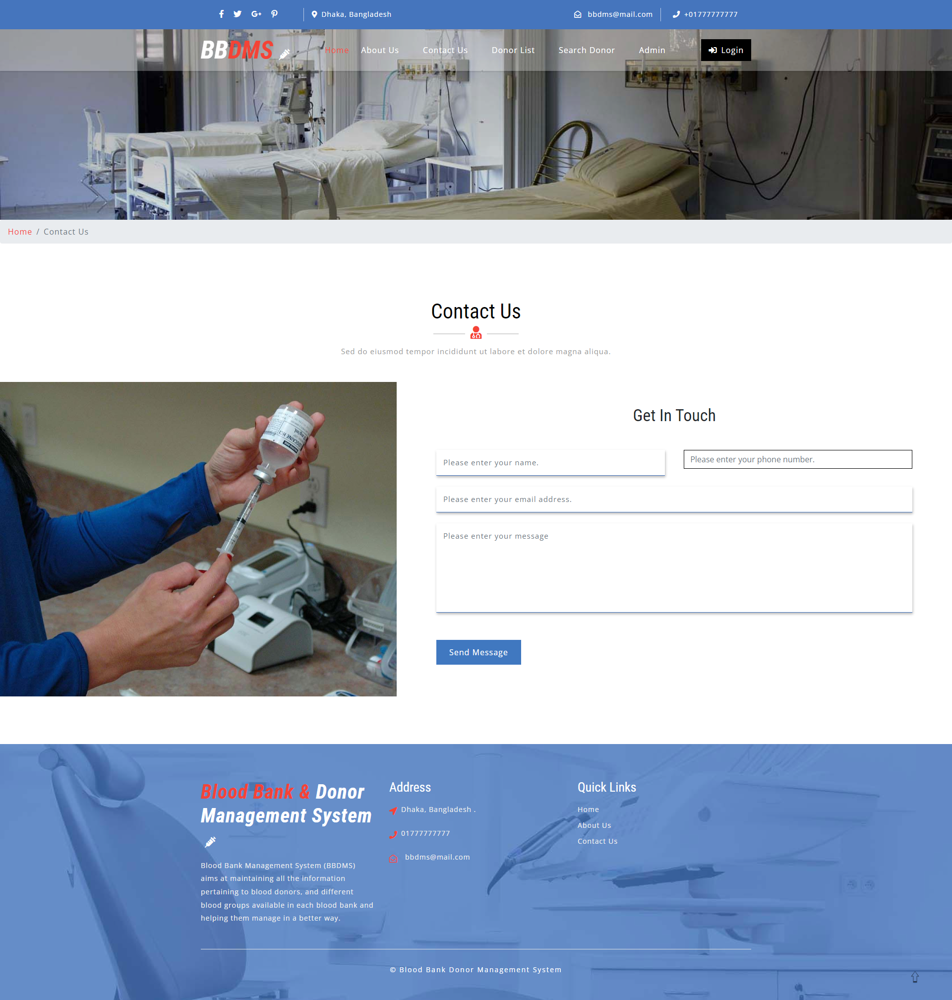 Dhaka, Bangladesh
bbdms@mail.com
+01777777777
BBDMS
Home
About Us
Contact Us
Donor List
Search Donor
Admin
Login
Home / Contact Us
Contact Us
Sed do eiusmod tempor incididunt ut labore et dolore magna aliqua.
Get In Touch
Please enter your name.
Please enter your phone number.
Please enter your email address.
Please enter your message
Send Message
Blood Bank & Donor
Management System
Blood Bank Management System (BBDMS)
aims at maintaining all the information
pertaining to blood donors, and different
blood groups available in each blood bank and
helping them manage in a better way.
Address
Dhaka, Bangladesh .
01777777777
bbdms@mail.com
Quick Links
Home
About Us
Contact Us
© Blood Bank Donor Management System